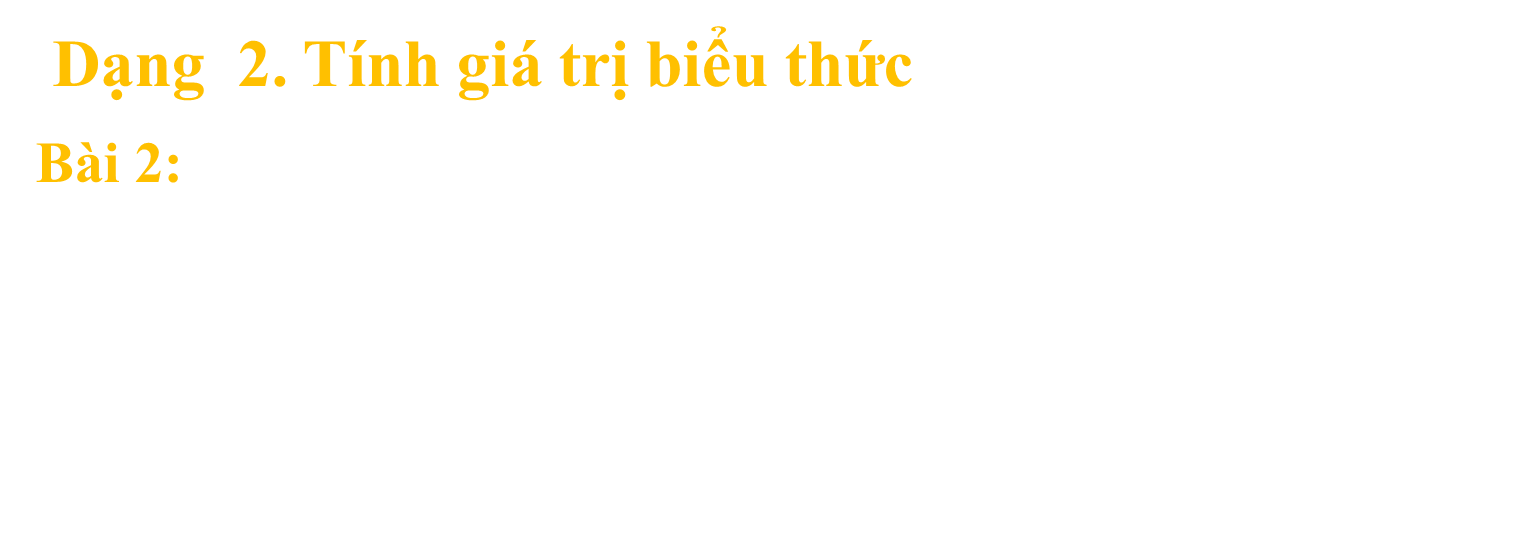 Dạng  2. Tính giá trị biểu thức
Bài 2: